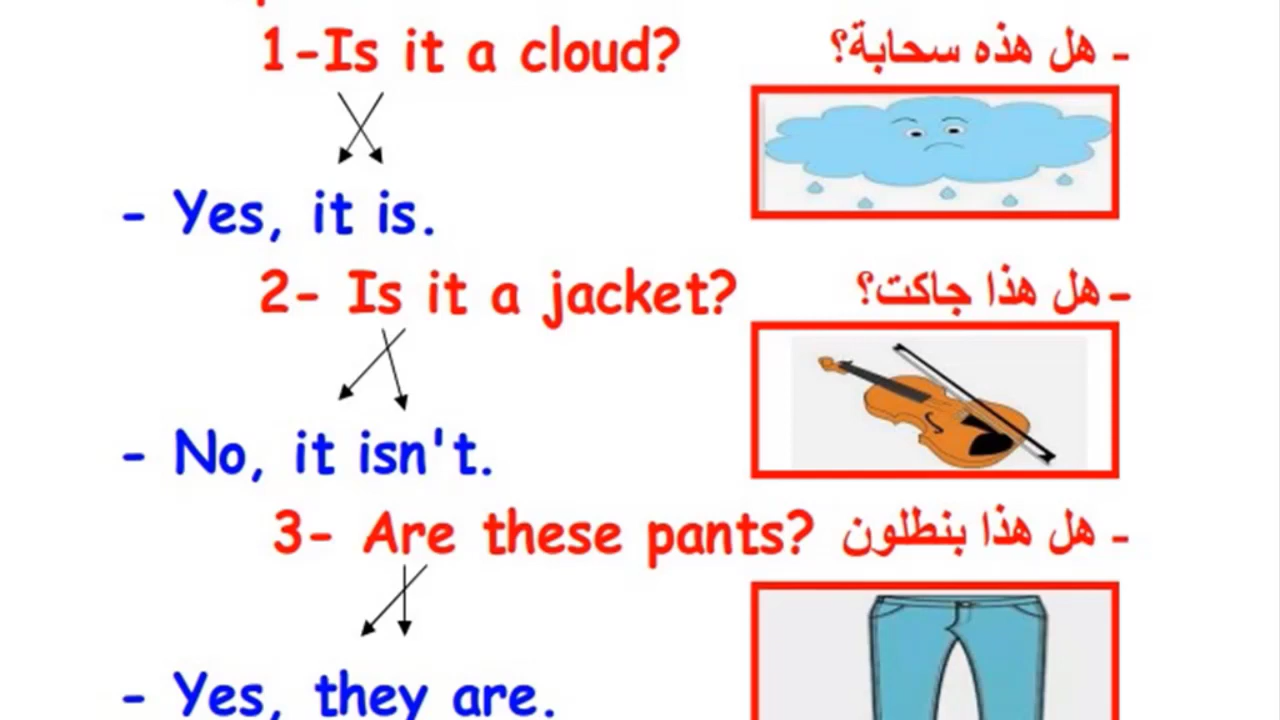 1-Is it a cloud? - هل هذه سحابة؟
- Yes, it is.
2- Is it a jacket? -هل هذا جاكت؟
- No, it isn't.
3- Are these pants? - هل هذا بنطلون
- Yes, they are.